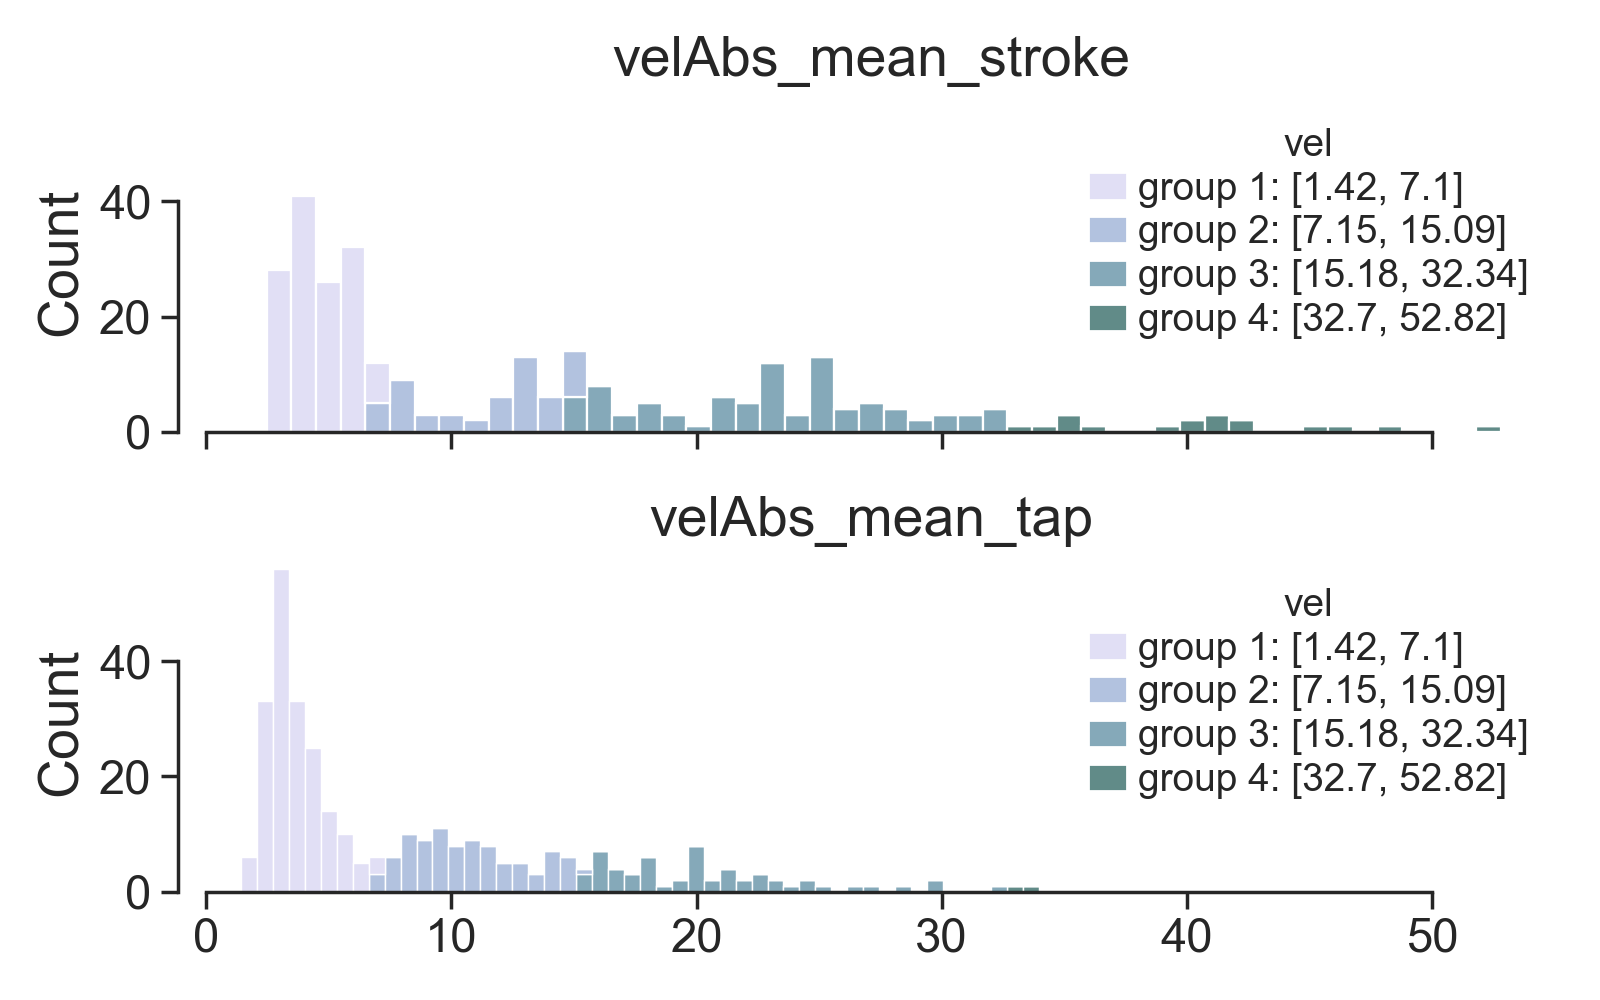 velAbs_mean_stroke
vel
group 1: [1.42, 7.1]
group 2: [7.15, 15.09]
group 3: [15.18, 32.34]
group 4: [32.7, 52.82]
Count
40
20
0
velAbs_mean_tap
vel
group 1: [1.42, 7.1]
group 2: [7.15, 15.09]
group 3: [15.18, 32.34]
group 4: [32.7, 52.82]
Count
40
20
0
0 10 20 30 40 50